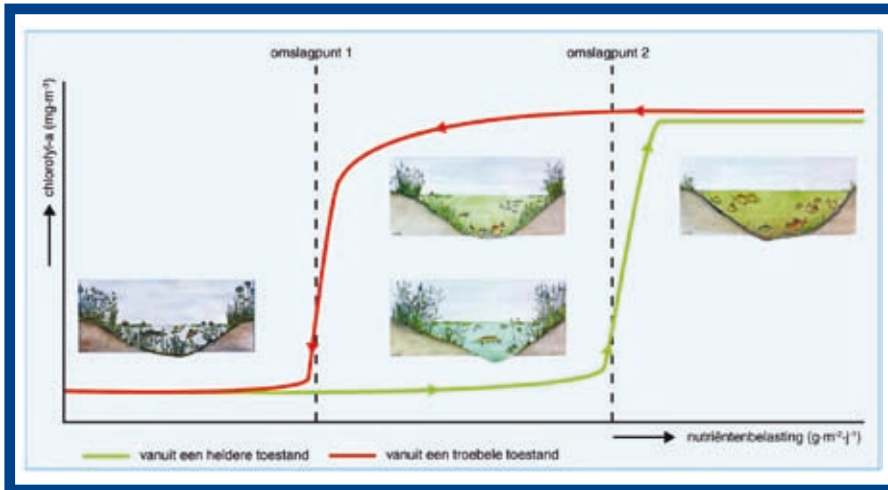 omslagpunt 1
omslagpunt 2
chlorofyl-a (mg·m⁻³)
nutriëntenbelasting (g·m⁻²·j⁻¹)
vanuit een heldere toestand
vanuit een troebele toestand